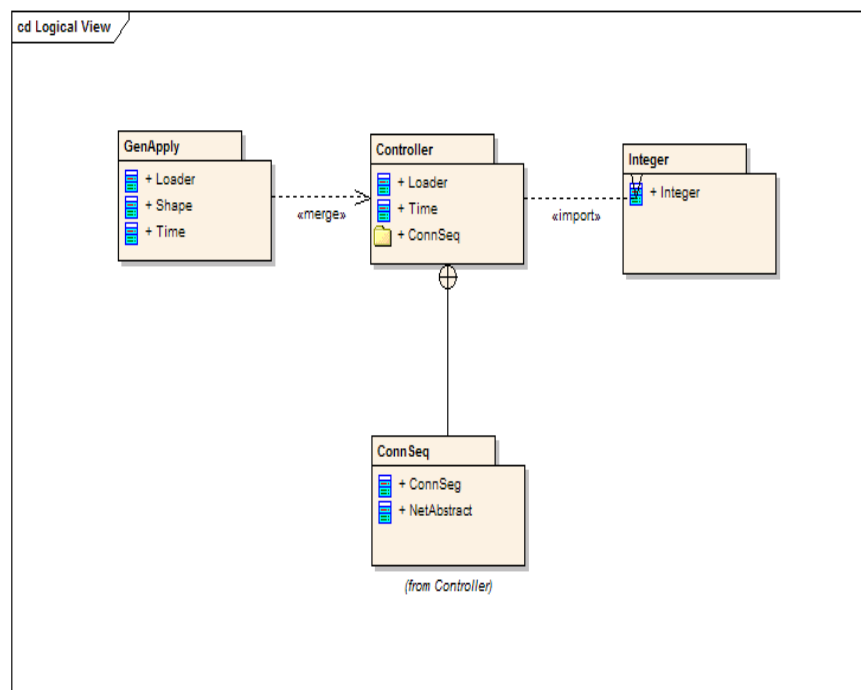 cd Logical View
GenApply
+ Loader
+ Shape
+ Time
«merge»
Controller
+ Loader
+ Time
+ ConnSeq
«import»
Integer
+ Integer
ConnSeq
+ ConnSeg
+ NetAbstract
(from Controller)